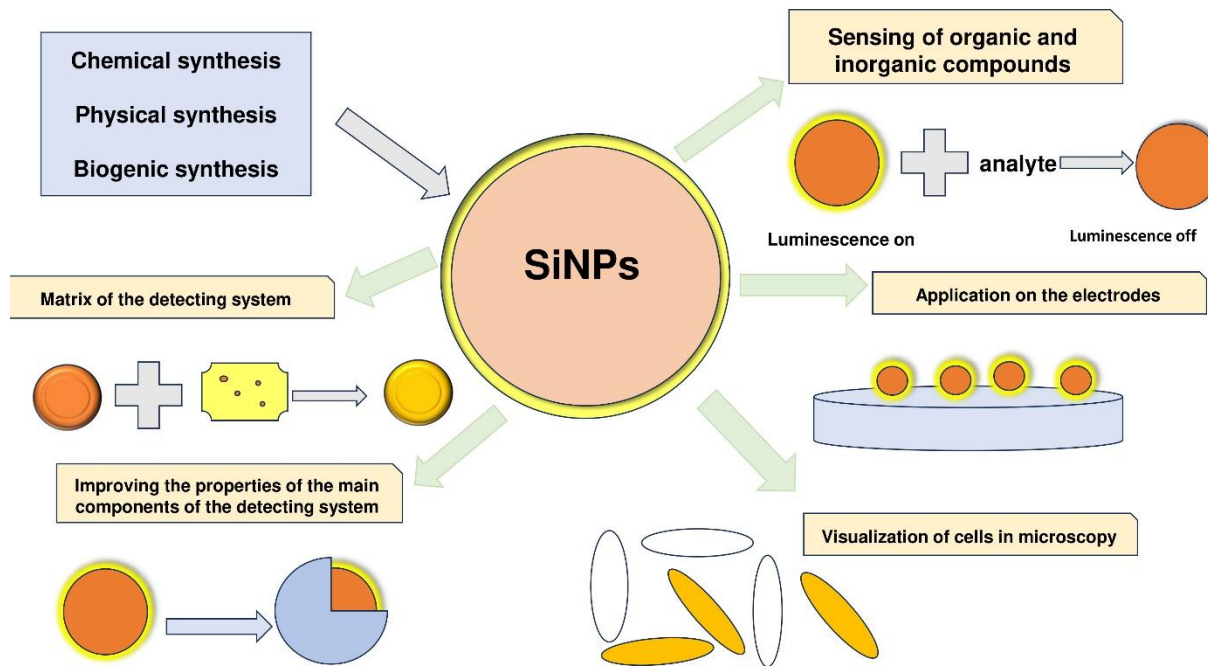 Chemical synthesis
Physical synthesis
Biogenic synthesis
Sensing of organic and
inorganic compounds
analyte
Luminescence on
Luminescence off
SiNPs
Matrix of the detecting system
Application on the electrodes
Improving the properties of the main
components of the detecting system
Visualization of cells in microscopy